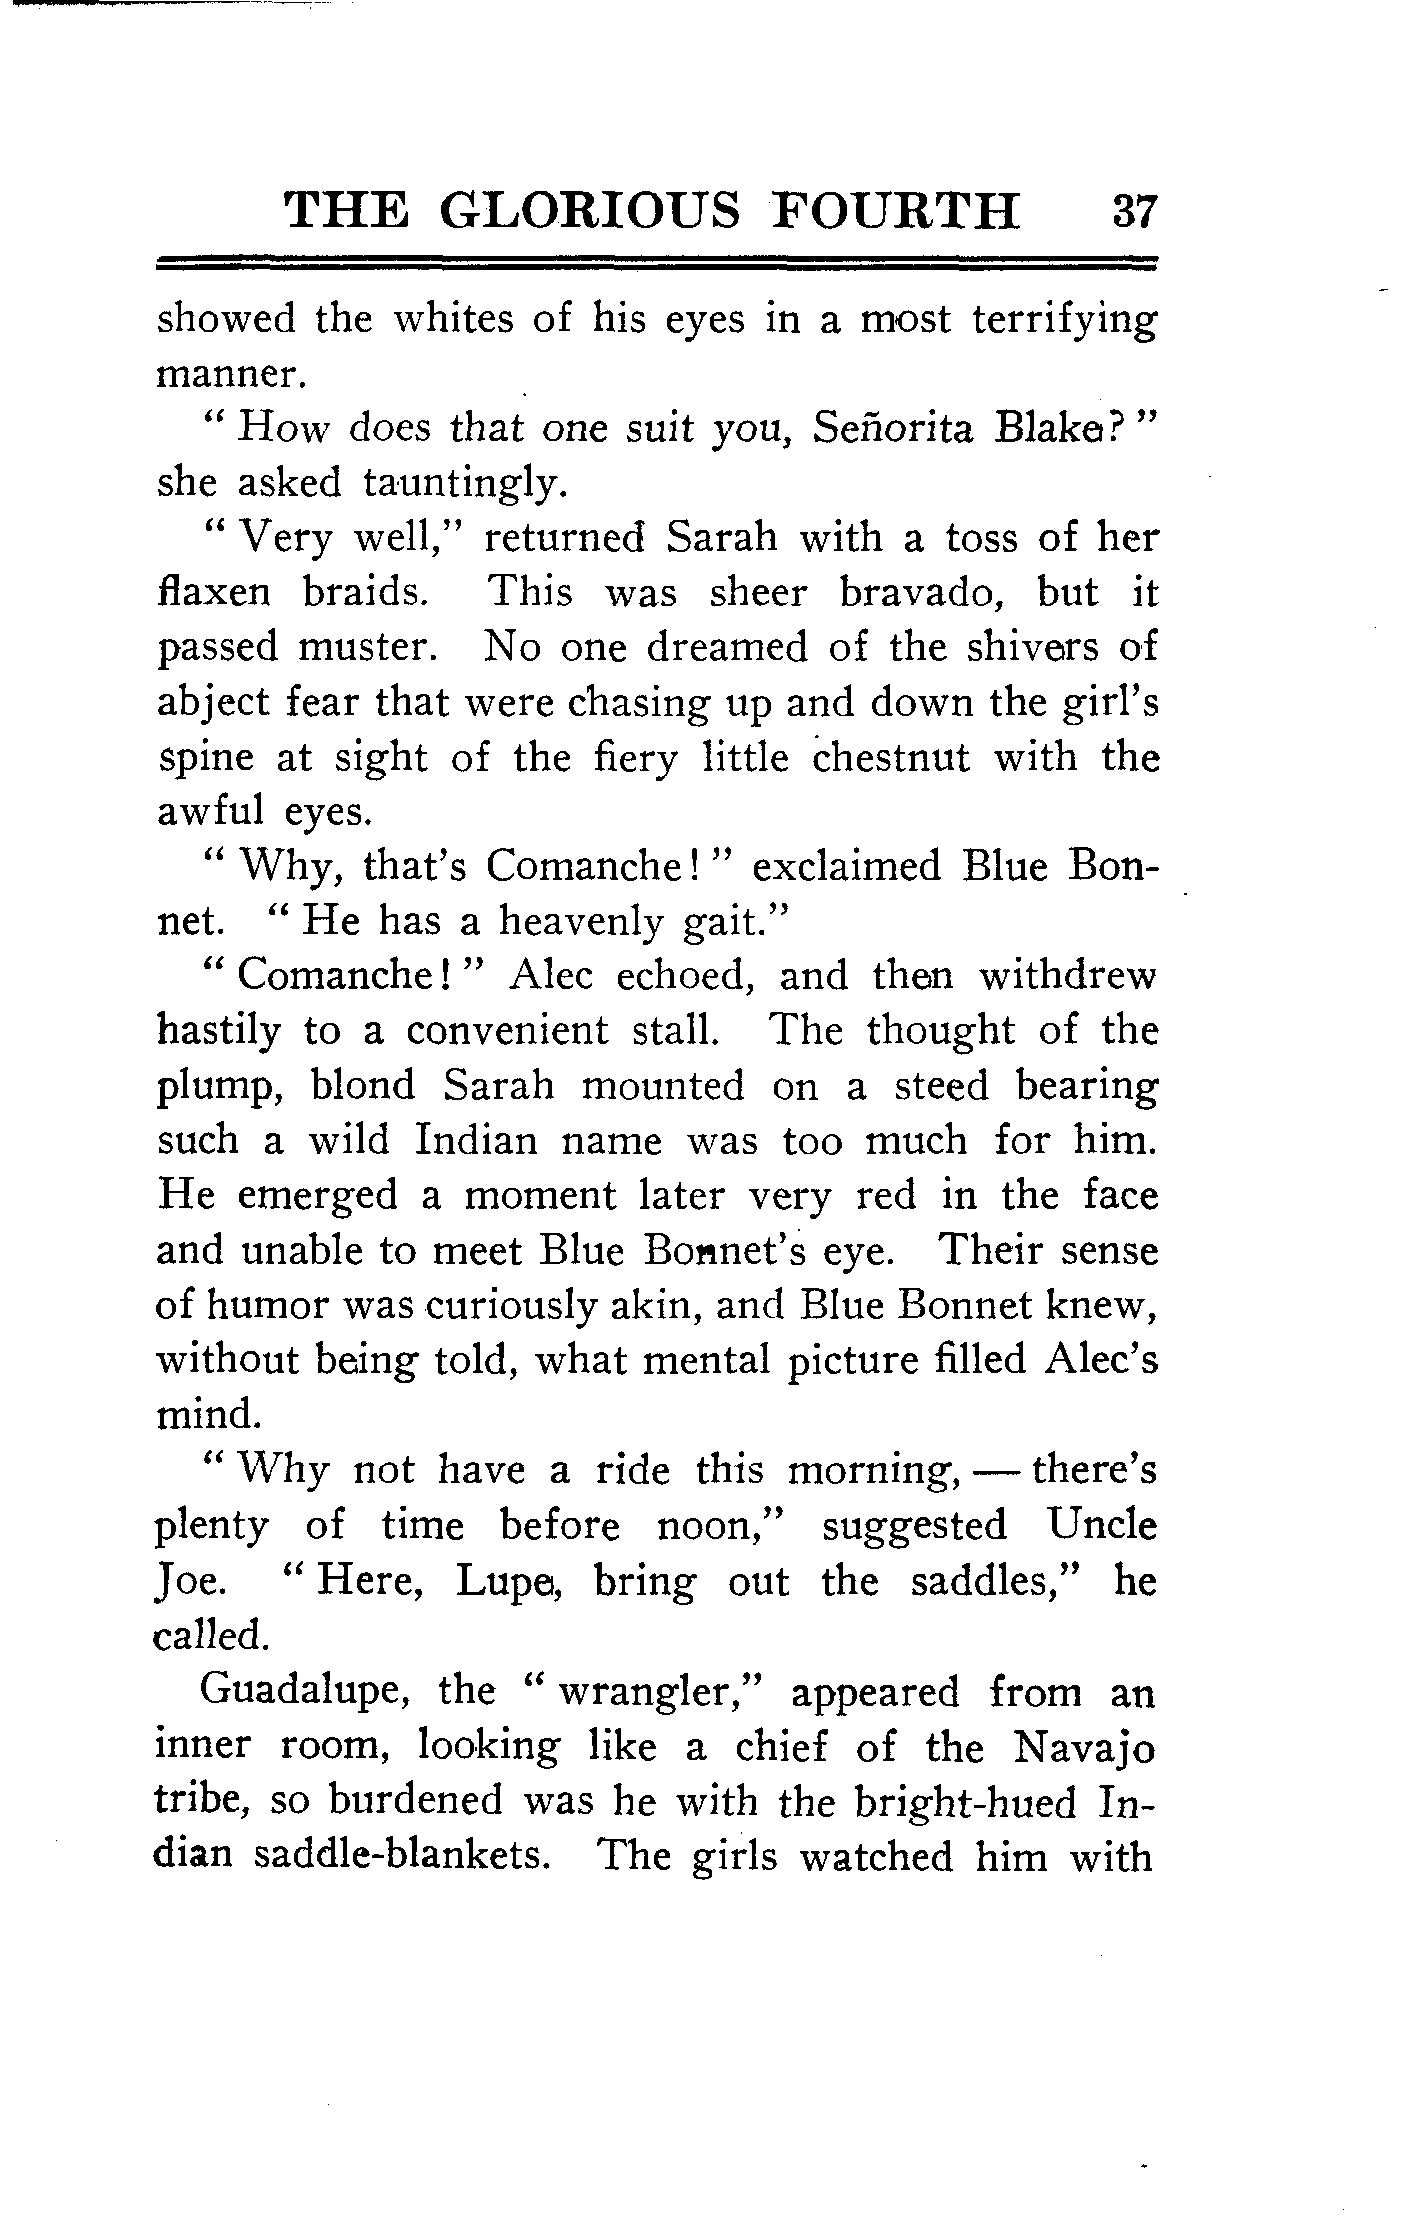 THE GLORIOUS FOURTH 37
showed the whites of his eyes in a most terrifying
manner.
“ How does that one suit you, Señorita Blake? ”
she asked tauntingly.
“ Very well,” returned Sarah with a toss of her
flaxen braids. This was sheer bravado, but it
passed muster. No one dreamed of the shivers of
abject fear that were chasing up and down the girl’s
spine at sight of the fiery little chestnut with the
awful eyes.
“ Why, that’s Comanche! ” exclaimed Blue Bon-
net. “ He has a heavenly gait.”
“ Comanche! ” Alec echoed, and then withdrew
hastily to a convenient stall. The thought of the
plump, blond Sarah mounted on a steed bearing
such a wild Indian name was too much for him.
He emerged a moment later very red in the face
and unable to meet Blue Bonnet’s eye. Their sense
of humor was curiously akin, and Blue Bonnet knew,
without being told, what mental picture filled Alec’s
mind.
“ Why not have a ride this morning, — there’s
plenty of time before noon,” suggested Uncle
Joe. “ Here, Lupe, bring out the saddles,” he
called.
Guadalupe, the “ wrangler,” appeared from an
inner room, looking like a chief of the Navajo
tribe, so burdened was he with the bright-hued In-
dian saddle-blankets. The girls watched him with